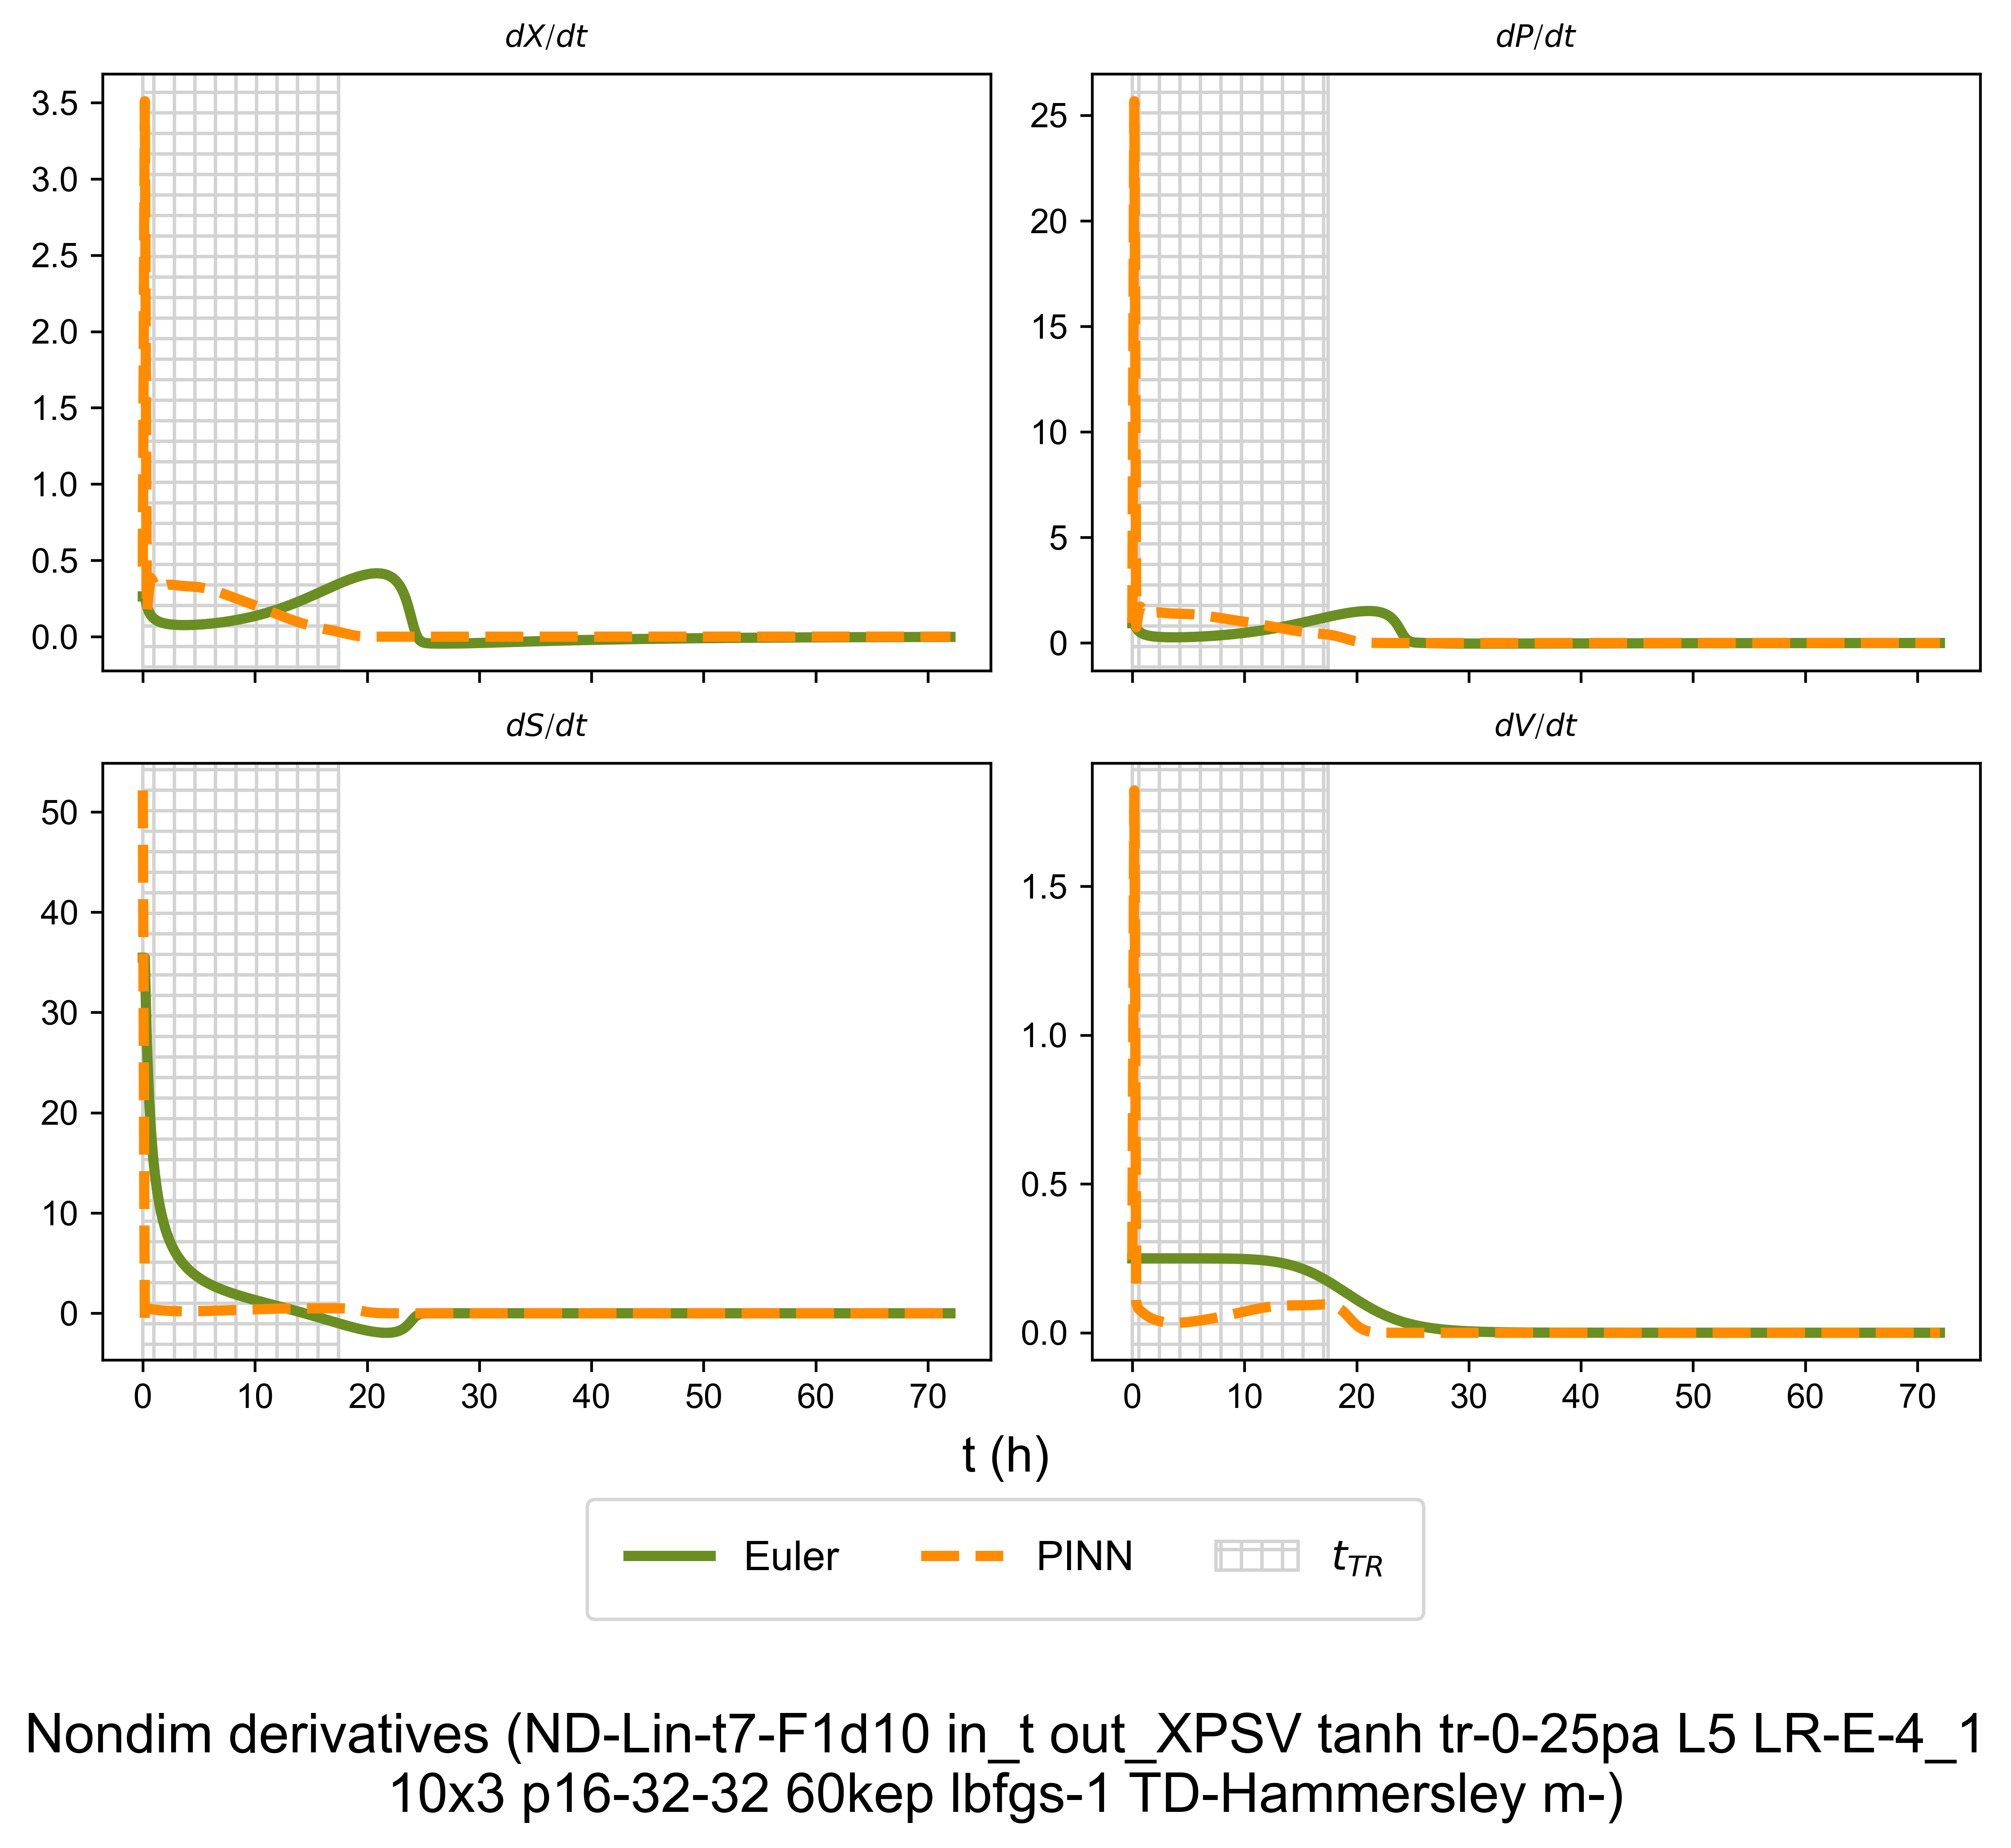 dX/dt
dP/dt
3.5
3.0
2.5
2.0
1.5
1.0
0.5
0.0
25
20
15
10
5
0
dS/dt
dV/dt
50
40
30
20
10
0
1.5
1.0
0.5
0.0
0 10 20 30 40 50 60 70
0 10 20 30 40 50 60 70
t (h)
Euler PINN t_TR
Nondim derivatives (ND-Lin-t7-F1d10 in_t out_XPSV tanh tr-0-25pa L5 LR-E-4_1
10x3 p16-32-32 60kep lbfgs-1 TD-Hammersley m-)